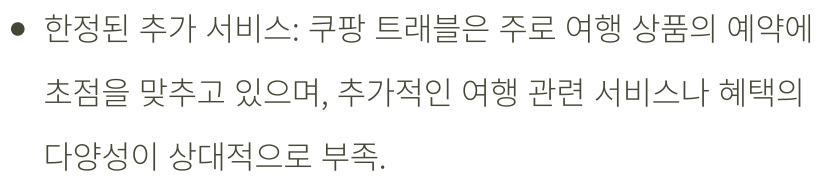 • 한정된 추가 서비스: 쿠팡 트래블은 주로 여행 상품의 예약에
초점을 맞추고 있으며, 추가적인 여행 관련 서비스나 혜택의
다양성이 상대적으로 부족.